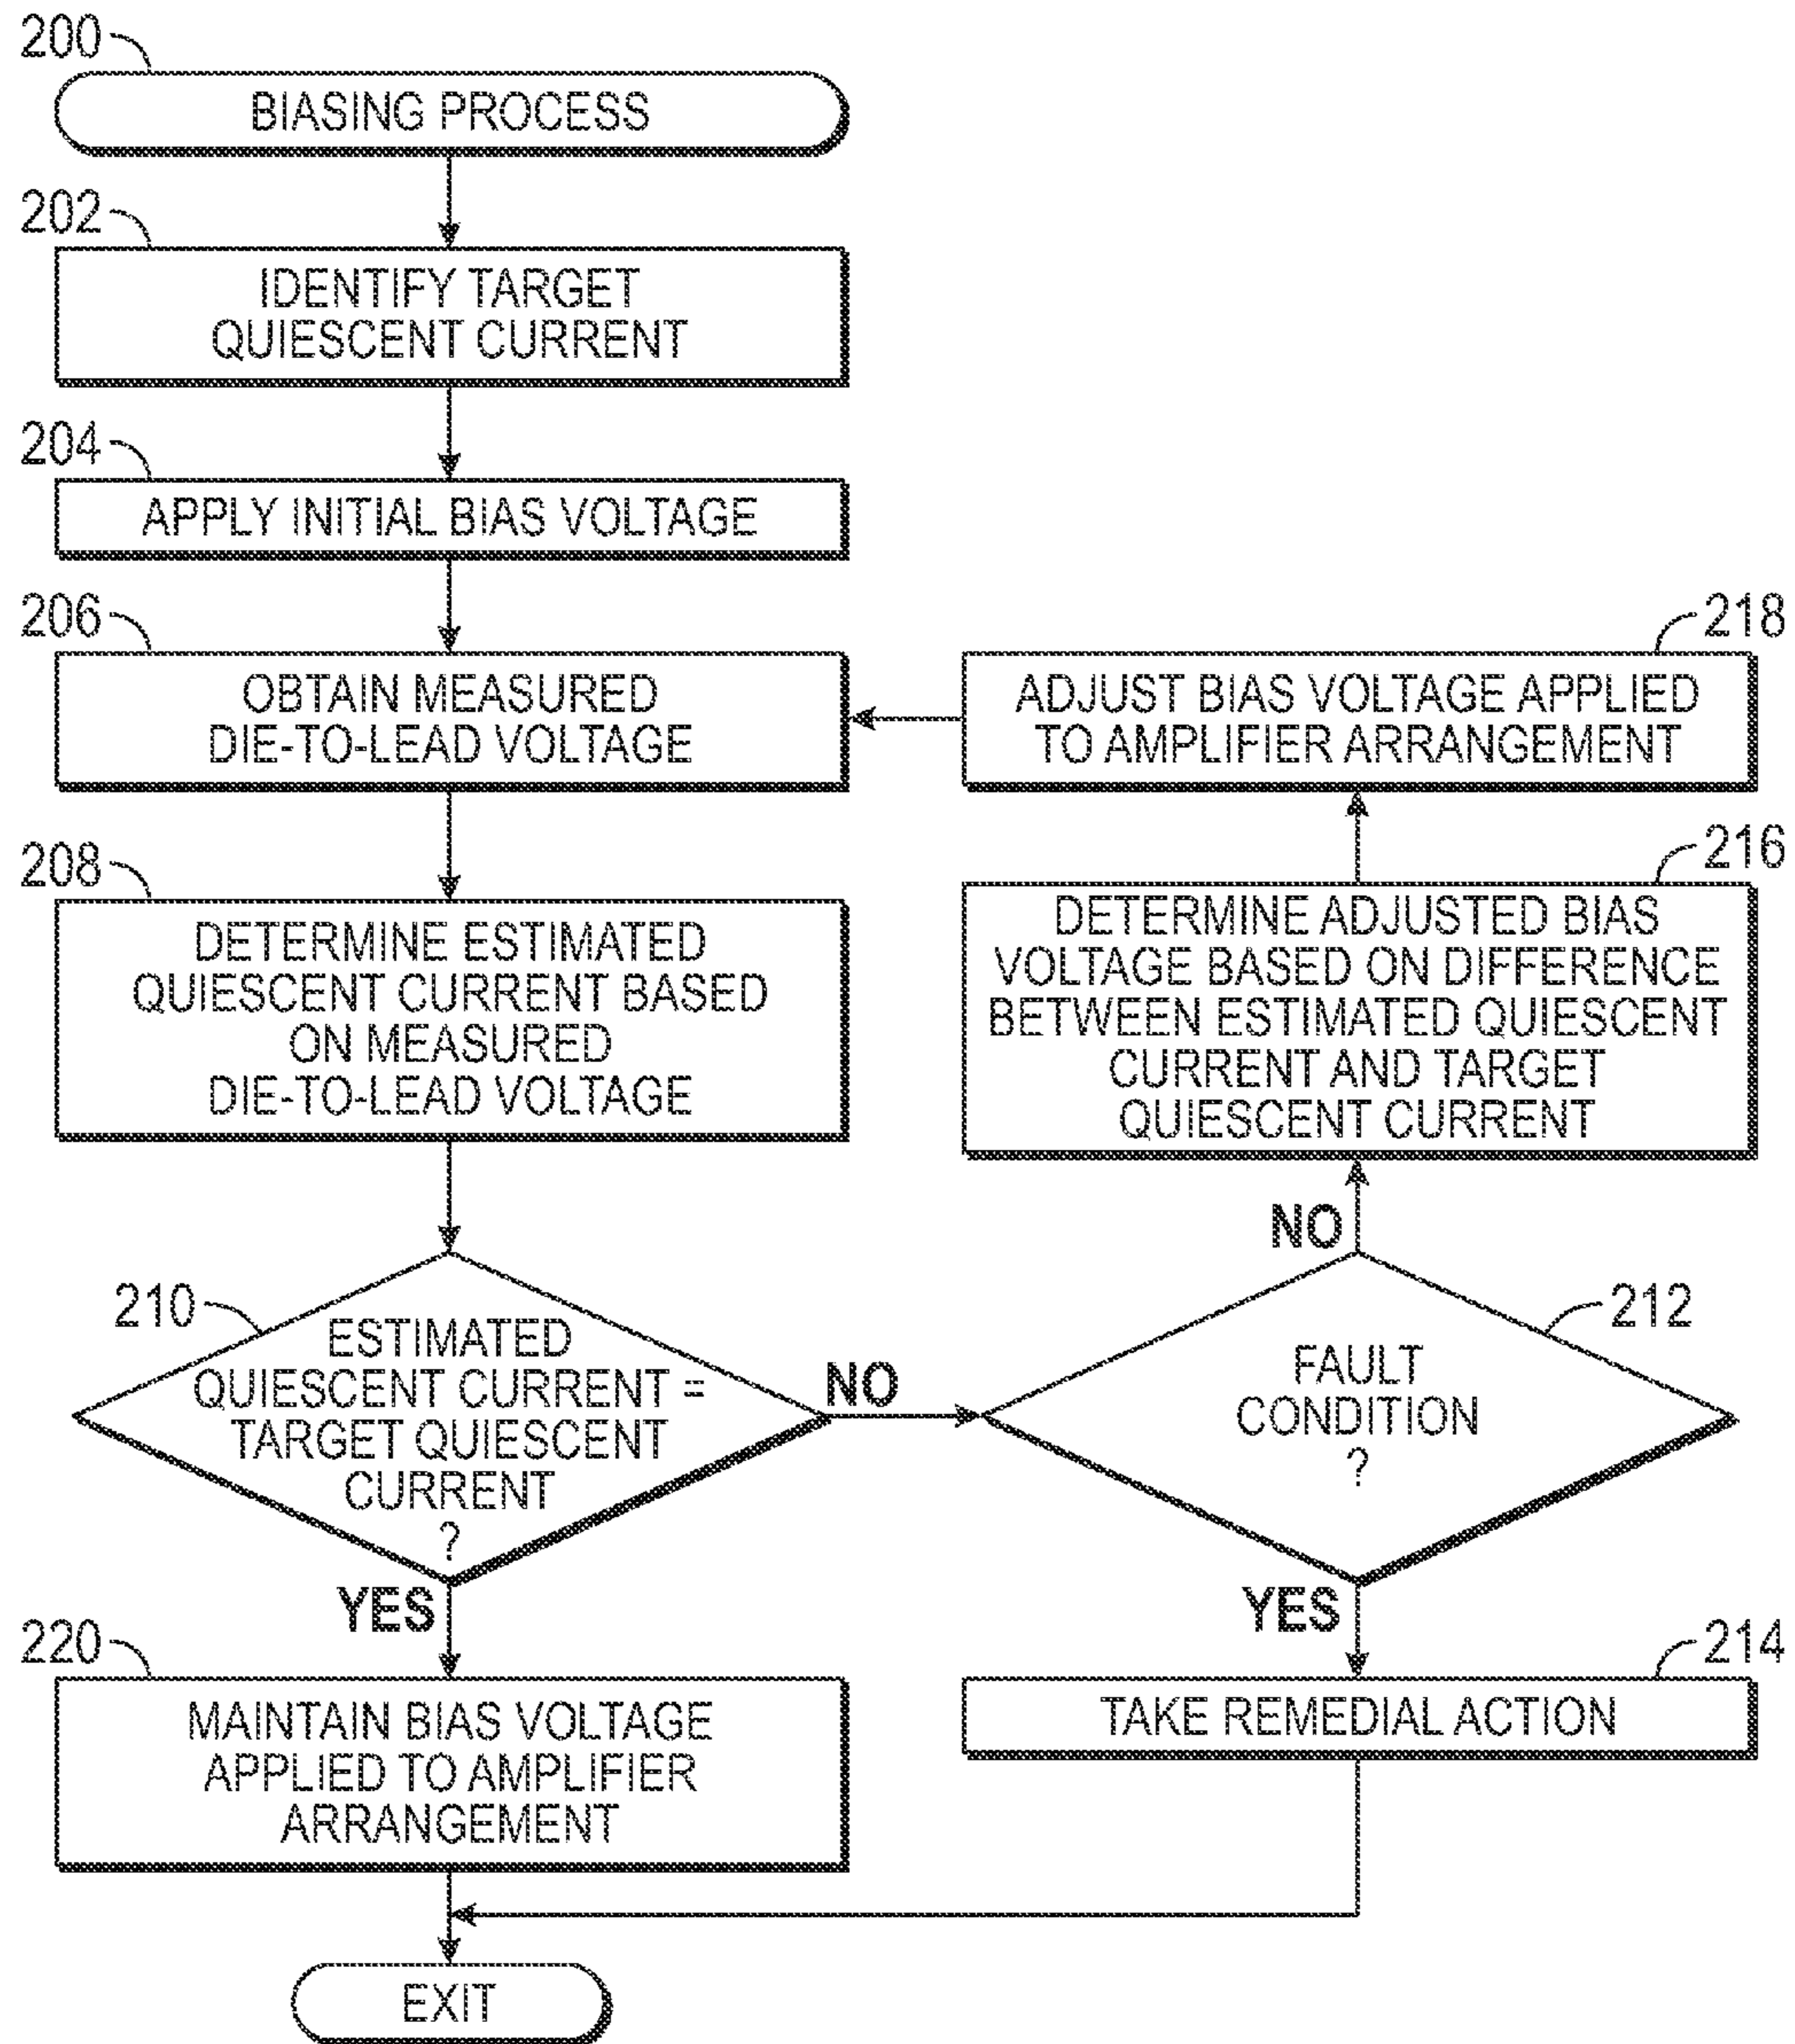 200
BIASING PROCESS
202
IDENTIFY TARGET
QUIESCENT CURRENT
204
APPLY INITIAL BIAS VOLTAGE
206
OBTAIN MEASURED
DIE-TO-LEAD VOLTAGE
208
DETERMINE ESTIMATED
QUIESCENT CURRENT BASED
ON MEASURED
DIE-TO-LEAD VOLTAGE
210
ESTIMATED
QUIESCENT CURRENT =
TARGET QUIESCENT
CURRENT
?
NO
YES
212
FAULT
CONDITION
?
NO
YES
214
TAKE REMEDIAL ACTION
216
DETERMINE ADJUSTED BIAS
VOLTAGE BASED ON DIFFERENCE
BETWEEN ESTIMATED QUIESCENT
CURRENT AND TARGET
QUIESCENT CURRENT
218
ADJUST BIAS VOLTAGE APPLIED
TO AMPLIFIER ARRANGEMENT
220
MAINTAIN BIAS VOLTAGE
APPLIED TO AMPLIFIER
ARRANGEMENT
EXIT